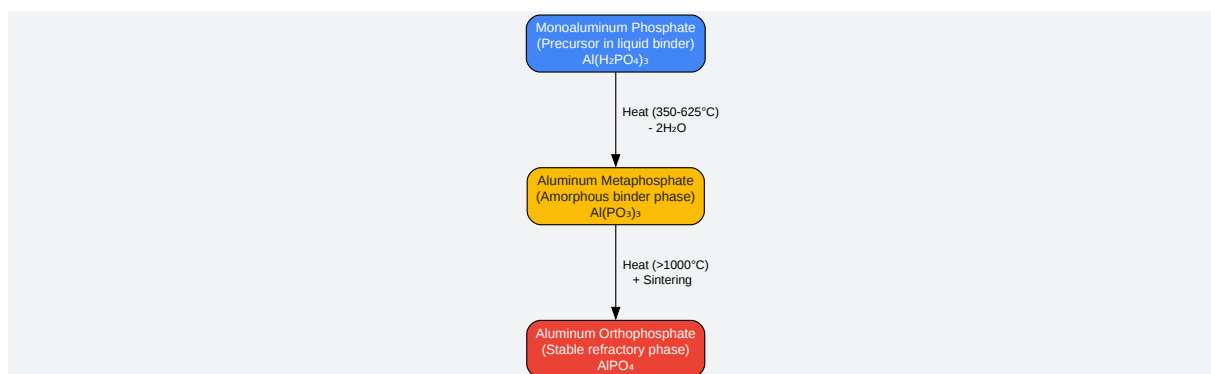 Monoaluminum Phosphate
(Precursor in liquid binder)
Al(H₂PO₄)₃
Heat (350-625°C)
- 2H₂O
Aluminum Metaphosphate
(Amorphous binder phase)
Al(PO₃)₃
Heat (>1000°C)
+ Sintering
Aluminum Orthophosphate
(Stable refractory phase)
AlPO₄